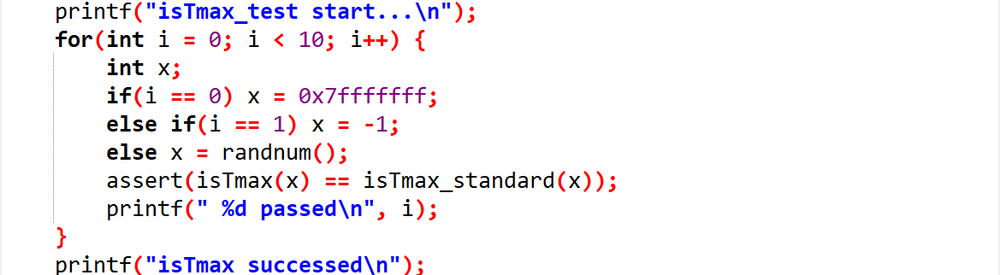 printf("isTmax_test start...\n");
for(int i = 0; i < 10; i++) {
int x;
if(i == 0) x = 0x7fffffff;
else if(i == 1) x = -1;
else x = randnum();
assert(isTmax(x) == isTmax_standard(x));
printf(" %d passed\n", i);
}
printf("isTmax successed\n");